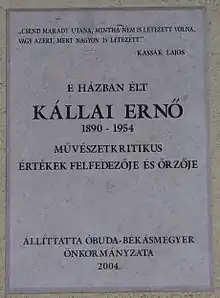 „CSEND MARADT UTÁNA, MINTHA NEM IS LÉTEZETT VOLNA,
VAGY AZÉRT, MERT NAGYON IS LÉTEZETT."
KASSÁK LAJOS
E HÁZBAN ÉLT
KÁLLAI ERNŐ
1890 - 1954
MŰVÉSZETKRITIKUS
ÉRTÉKEK FELFEDEZŐJE ÉS ŐRZŐJE
ÁLLÍTTATTA ÓBUDA-BÉKÁSMEGYER
ÖNKORMÁNYZATA
2004.